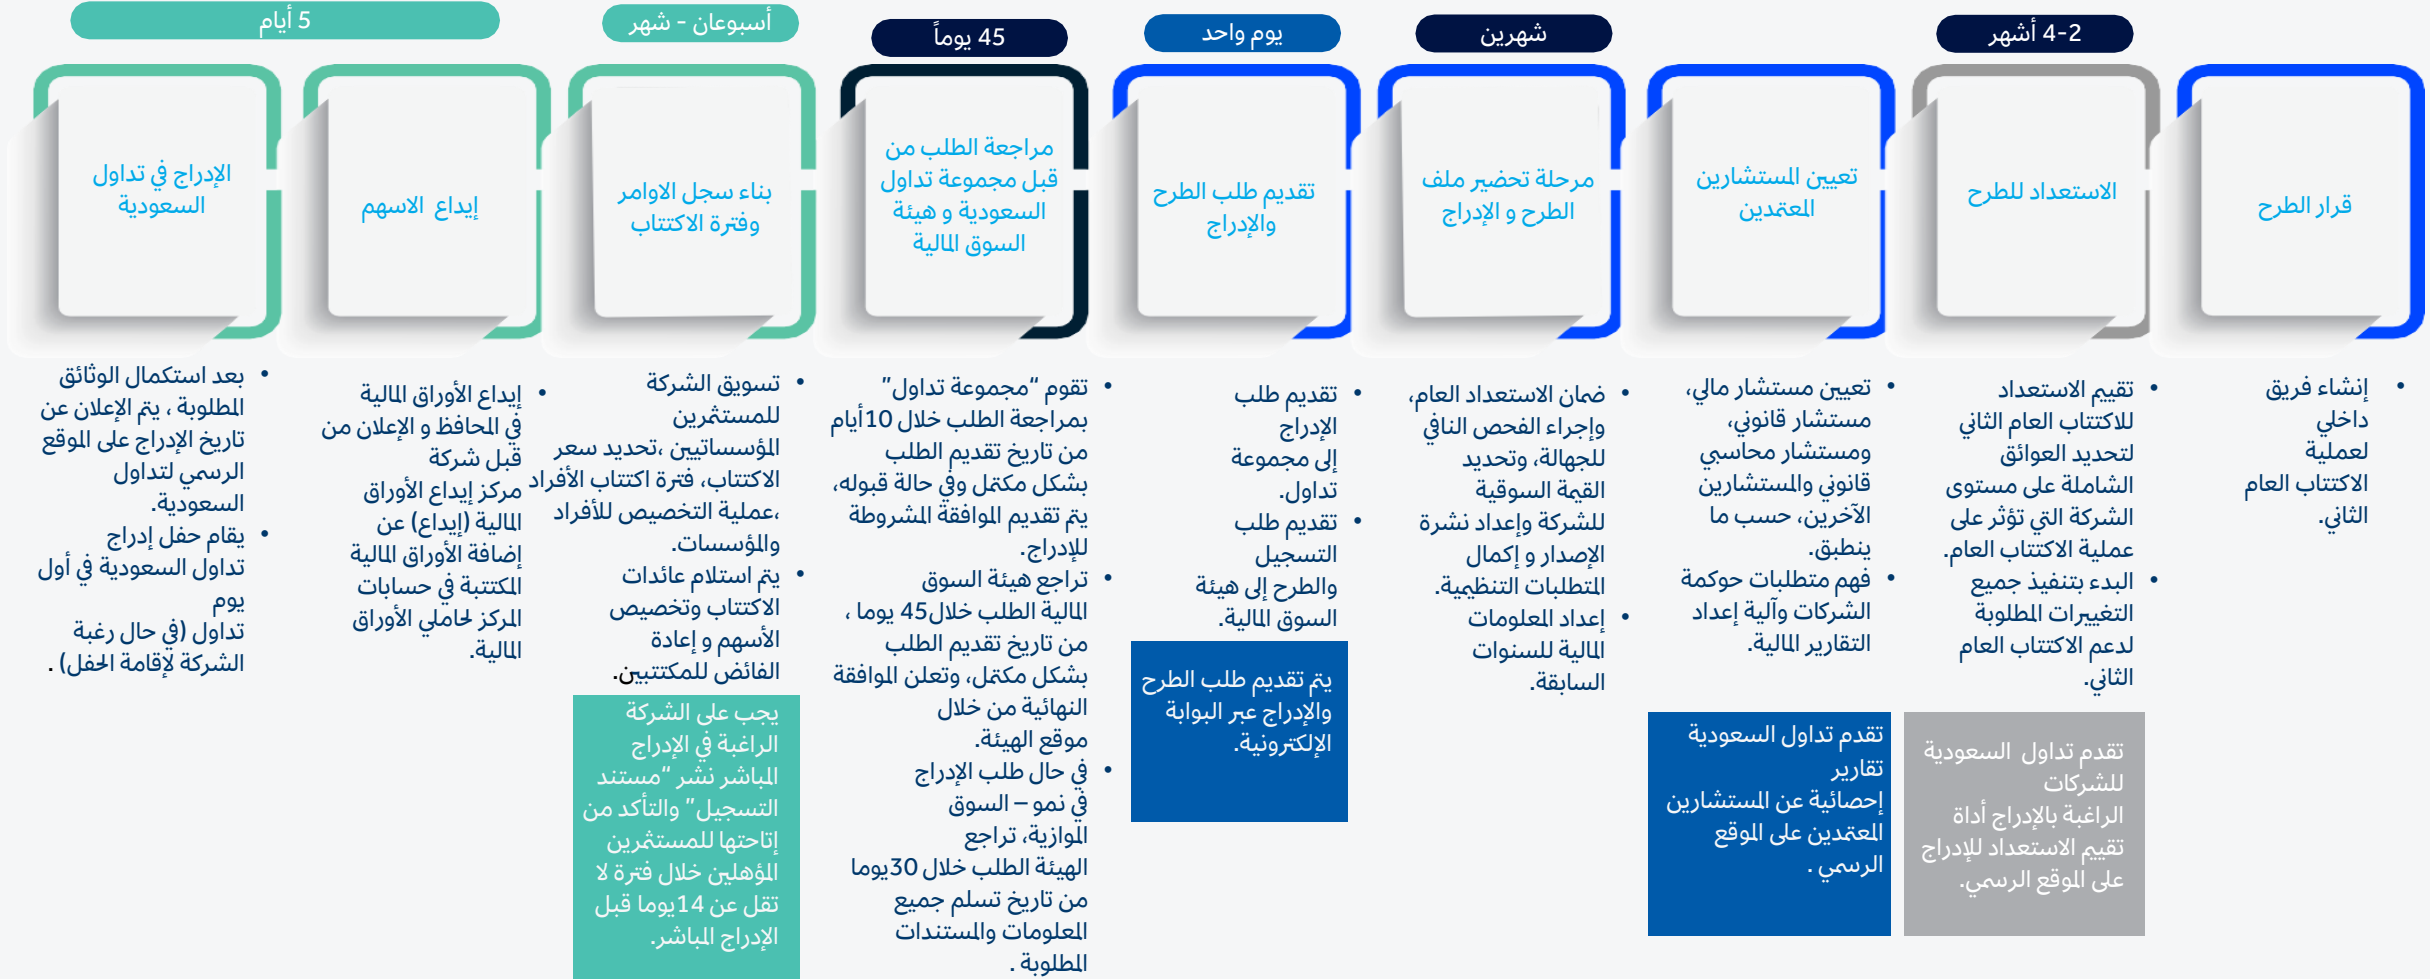 4-2 أشهر
شهرين
يوم واحد
45 يوماً
أسبوعان - شهر
5 أيام
قرار الطرح
الاستعداد للطرح
تعيين المستشارين
المعتمدين
مرحلة تحضير ملف
الطرح و الإدراج
تقديم طلب الطرح
والإدراج
مراجعة الطلب من
قبل مجموعة تداول
السعودية و هيئة
السوق المالية
بناء سجل الاوامر
وفترة الاكتتاب
إيداع الاسهم
الإدراج في تداول
السعودية
• إنشاء فريق
داخلي
لعملية
الاكتتاب العام
الثاني.
• تقييم الاستعداد
للاكتتاب العام الثاني
لتحديد العوائق
الشاملة على مستوى
الشركة التي تؤثر على
عملية الاكتتاب العام.
• البدء بتنفيذ جميع
التغييرات المطلوبة
لدعم الاكتتاب العام
الثاني.
تقدم تداول السعودية
للشركات
الراغبة بالإدراج أداة
تقييم الاستعداد للإدراج
على الموقع الرسمي.
• تعيين مستشار مالي،
مستشار قانوني،
ومستشار محاسبي
قانوني والمستشارين
الآخرين، حسب ما
ينطبق.
• فهم متطلبات حوكمة
الشركات وآلية إعداد
التقارير المالية.
تقدم تداول السعودية
تقارير
إحصائية عن المستشارين
المعتمدين على الموقع
الرسمي .
• ضمان الاستعداد العام،
وإجراء الفحص النافي
للجهالة، وتحديد
القيمة السوقية
للشركة وإعداد نشرة
الإصدار و إكمال
المتطلبات التنظيمية.
• إعداد المعلومات
المالية للسنوات
السابقة.
• تقديم طلب
الإدراج
إلى مجموعة
تداول.
• تقديم طلب
التسجيل
والطرح إلى هيئة
السوق المالية.
يتم تقديم طلب الطرح
والإدراج عبر البوابة
الإلكترونية.
• تقوم “مجموعة تداول”
بمراجعة الطلب خلال 10أيام
من تاريخ تقديم الطلب
بشكل مكتمل وفي حالة قبوله،
يتم تقديم الموافقة المشروطة
للإدراج.
• تراجع هيئة السوق
المالية الطلب خلال45 يوما ،
من تاريخ تقديم الطلب
بشكل مكتمل، وتعلن الموافقة
النهائية من خلال
موقع الهيئة.
• في حال طلب الإدراج
في نمو – السوق
الموازية، تراجع
الهيئة الطلب خلال 30يوما
من تاريخ تسلم جميع
المعلومات والمستندات
المطلوبة .
• تسويق الشركة
للمستثمرين
المؤسساتيين ،تحديد سعر
الاكتتاب، فترة اكتتاب الأفراد
،عملية التخصيص للأفراد
والمؤسسات.
• يتم استلام عائدات
الاكتتاب وتخصيص
الأسهم و إعادة
الفائض للمكتتبين.
يجب على الشركة
الراغبة في الإدراج
المباشر نشر “مستند
التسجيل” والتأكد من
إتاحتها للمستثمرين
المؤهلين خلال فترة لا
تقل عن 14يوما قبل
الإدراج المباشر.
• إيداع الأوراق المالية
في المحافظ و الإعلان من
قبل شركة
مركز إيداع الأوراق
المالية (إيداع) عن
إضافة الأوراق المالية
المكتتبة في حسابات
المركز لحاملي الأوراق
المالية.
• بعد استكمال الوثائق
المطلوبة ، يتم الإعلان عن
تاريخ الإدراج على الموقع
الرسمي لتداول
السعودية.
• يقام حفل إدراج
تداول السعودية في أول
يوم
تداول (في حال رغبة
الشركة لإقامة الحفل) .